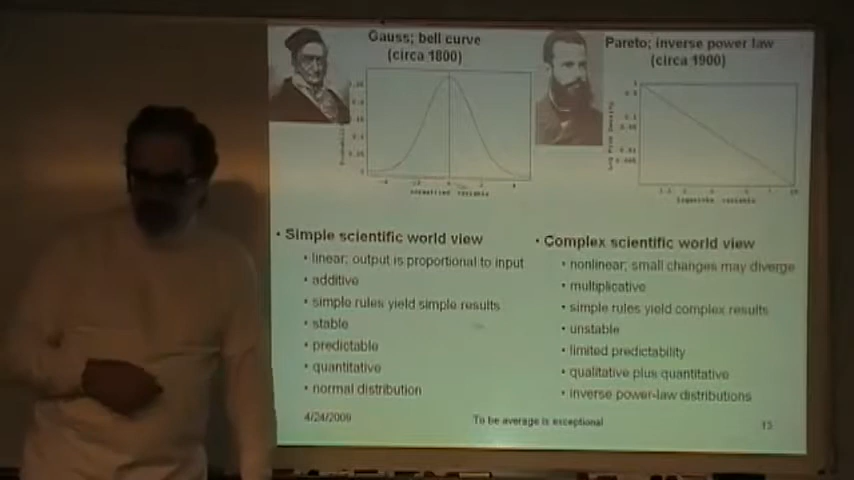 Gauss; bell curve
(circa 1800)
Pareto; inverse power law
(circa 1900)
• Simple scientific world view
• linear; output is proportional to input
• additive
• simple rules yield simple results
• stable
• predictable
• quantitative
• normal distribution
• Complex scientific world view
• nonlinear; small changes may diverge
• multiplicative
• simple rules yield complex results
• unstable
• limited predictability
• qualitative plus quantitative
• inverse power-law distributions
4/24/2009
To be average is exceptional
13